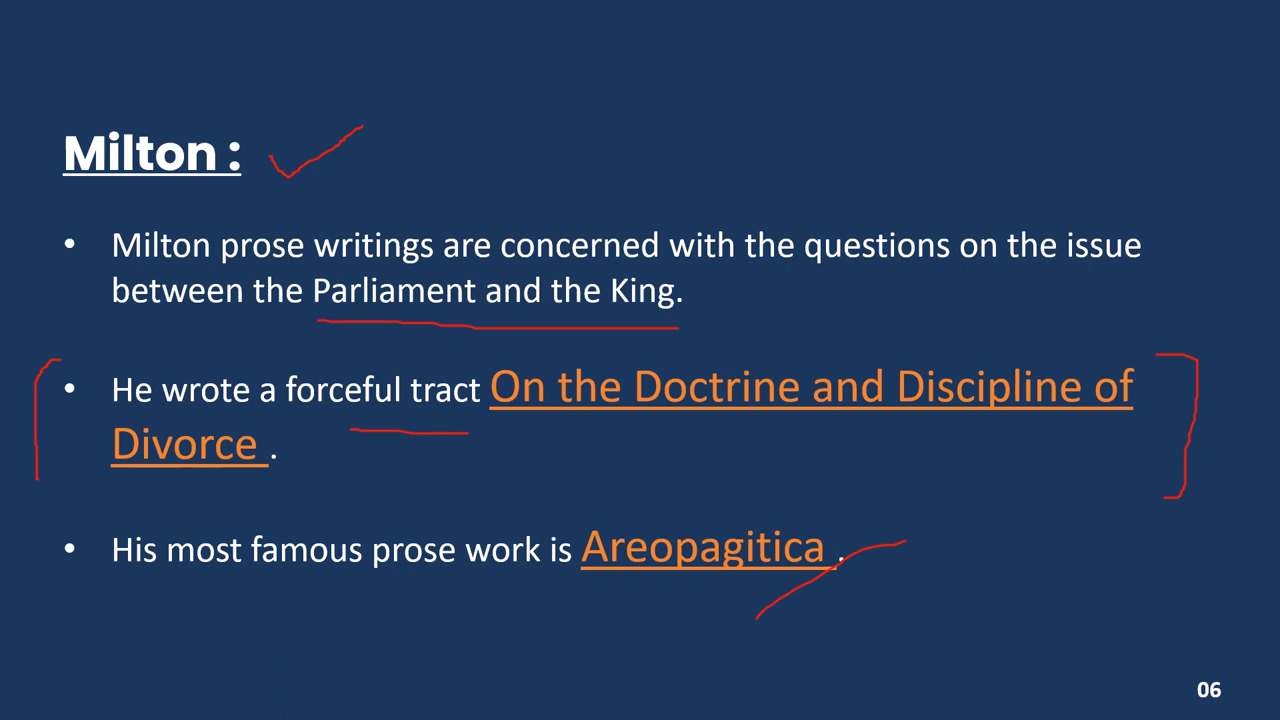 Milton :
• Milton prose writings are concerned with the questions on the issue
between the Parliament and the King.
• He wrote a forceful tract On the Doctrine and Discipline of
Divorce .
• His most famous prose work is Areopagitica .
06